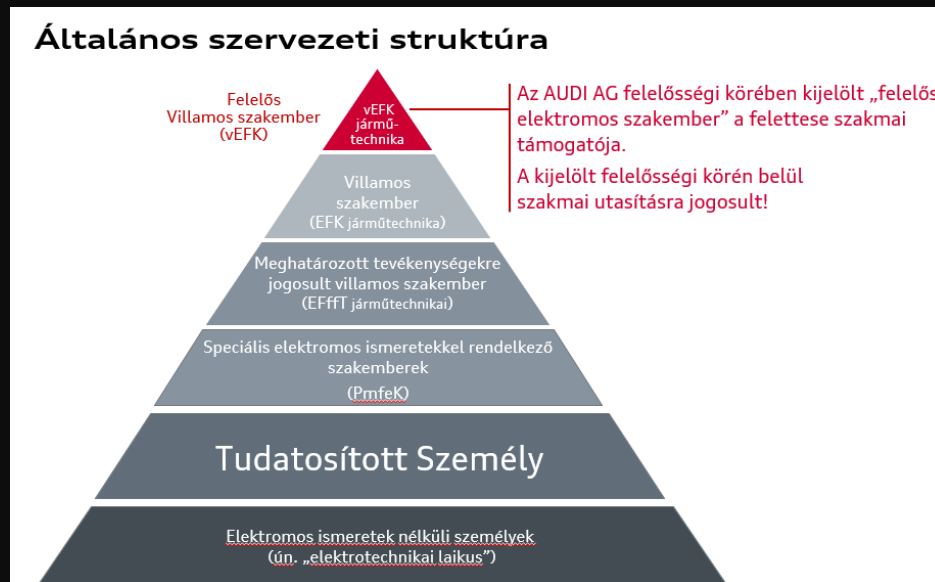 Általános szervezeti struktúra
Felelős
Villamos szakember
(vEFK)
vEFK
jármű-
technika
Az AUDI AG felelősségi körében kijelölt „felelős
elektromos szakember” a felettese szakmai
támogatója.
A kijelölt felelősségi körén belül
szakmai utasításra jogosult!
Villamos
szakember
(EFK járműtechnika)
Meghatározott tevékenységekre
jogosult villamos szakember
(EFffT járműtechnikai)
Speciális elektromos ismeretekkel rendelkező
szakemberek
(PmfeK)
Tudatosított Személy
Elektromos ismeretek nélküli személyek
(ún. „elektrotechnikai laikus”)